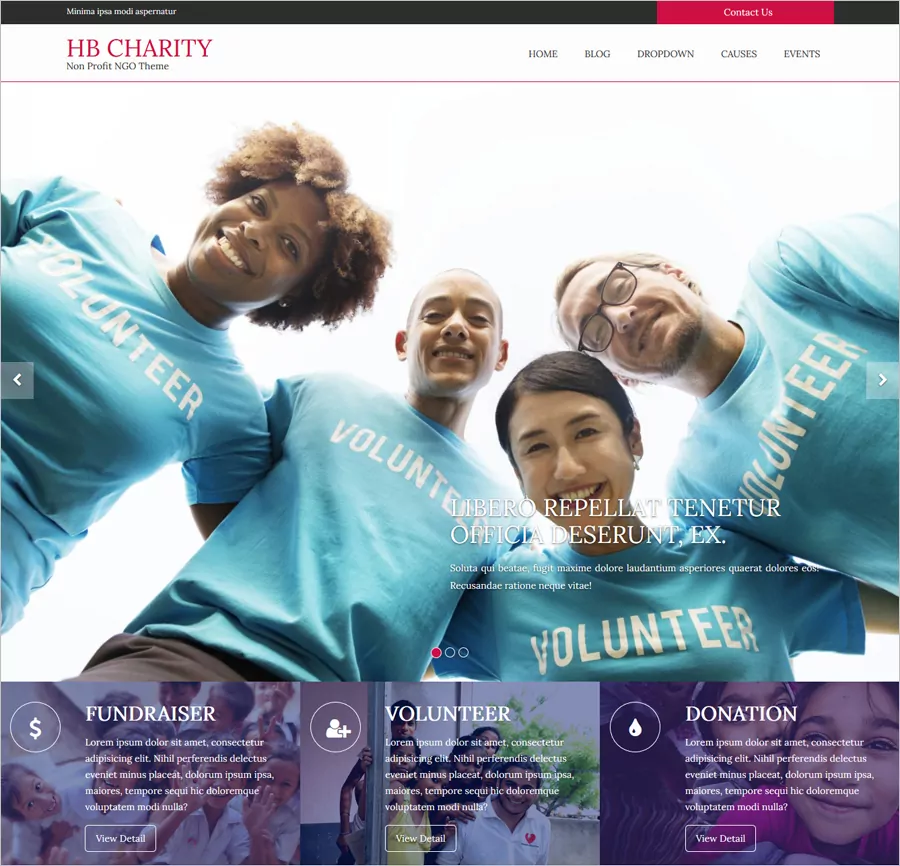 Minima ipsa modi aspernatur
Contact Us
HB CHARITY
Non Profit NGO Theme
HOME BLOG DROPDOWN CAUSES EVENTS
VOLUNTEER
VOLUNTEER
VOLUNTEER
LIBERO REPELLAT TENETUR
OFFICIA DESERUNT, EX.
Soluta qui beatae, fugit maxime dolore laudantium asperiores quaerat dolores eos!
Recusandae ratione neque vitae!
VOLUNTEER
FUNDRAISER
Lorem ipsum dolor sit amet, consectetur
adipisicing elit. Nihil perferendis delectus
eveniet minus placeat, dolorum ipsum ipsa,
maiores, tempore sequi hic doloremque
voluptatem modi nulla?
View Detail
VOLUNTEER
Lorem ipsum dolor sit amet, consectetur
adipisicing elit. Nihil perferendis delectus
eveniet minus placeat, dolorum ipsum ipsa,
maiores, tempore sequi hic doloremque
voluptatem modi nulla?
View Detail
DONATION
Lorem ipsum dolor sit amet, consectetur
adipisicing elit. Nihil perferendis delectus
eveniet minus placeat, dolorum ipsum ipsa,
maiores, tempore sequi hic doloremque
voluptatem modi nulla?
View Detail